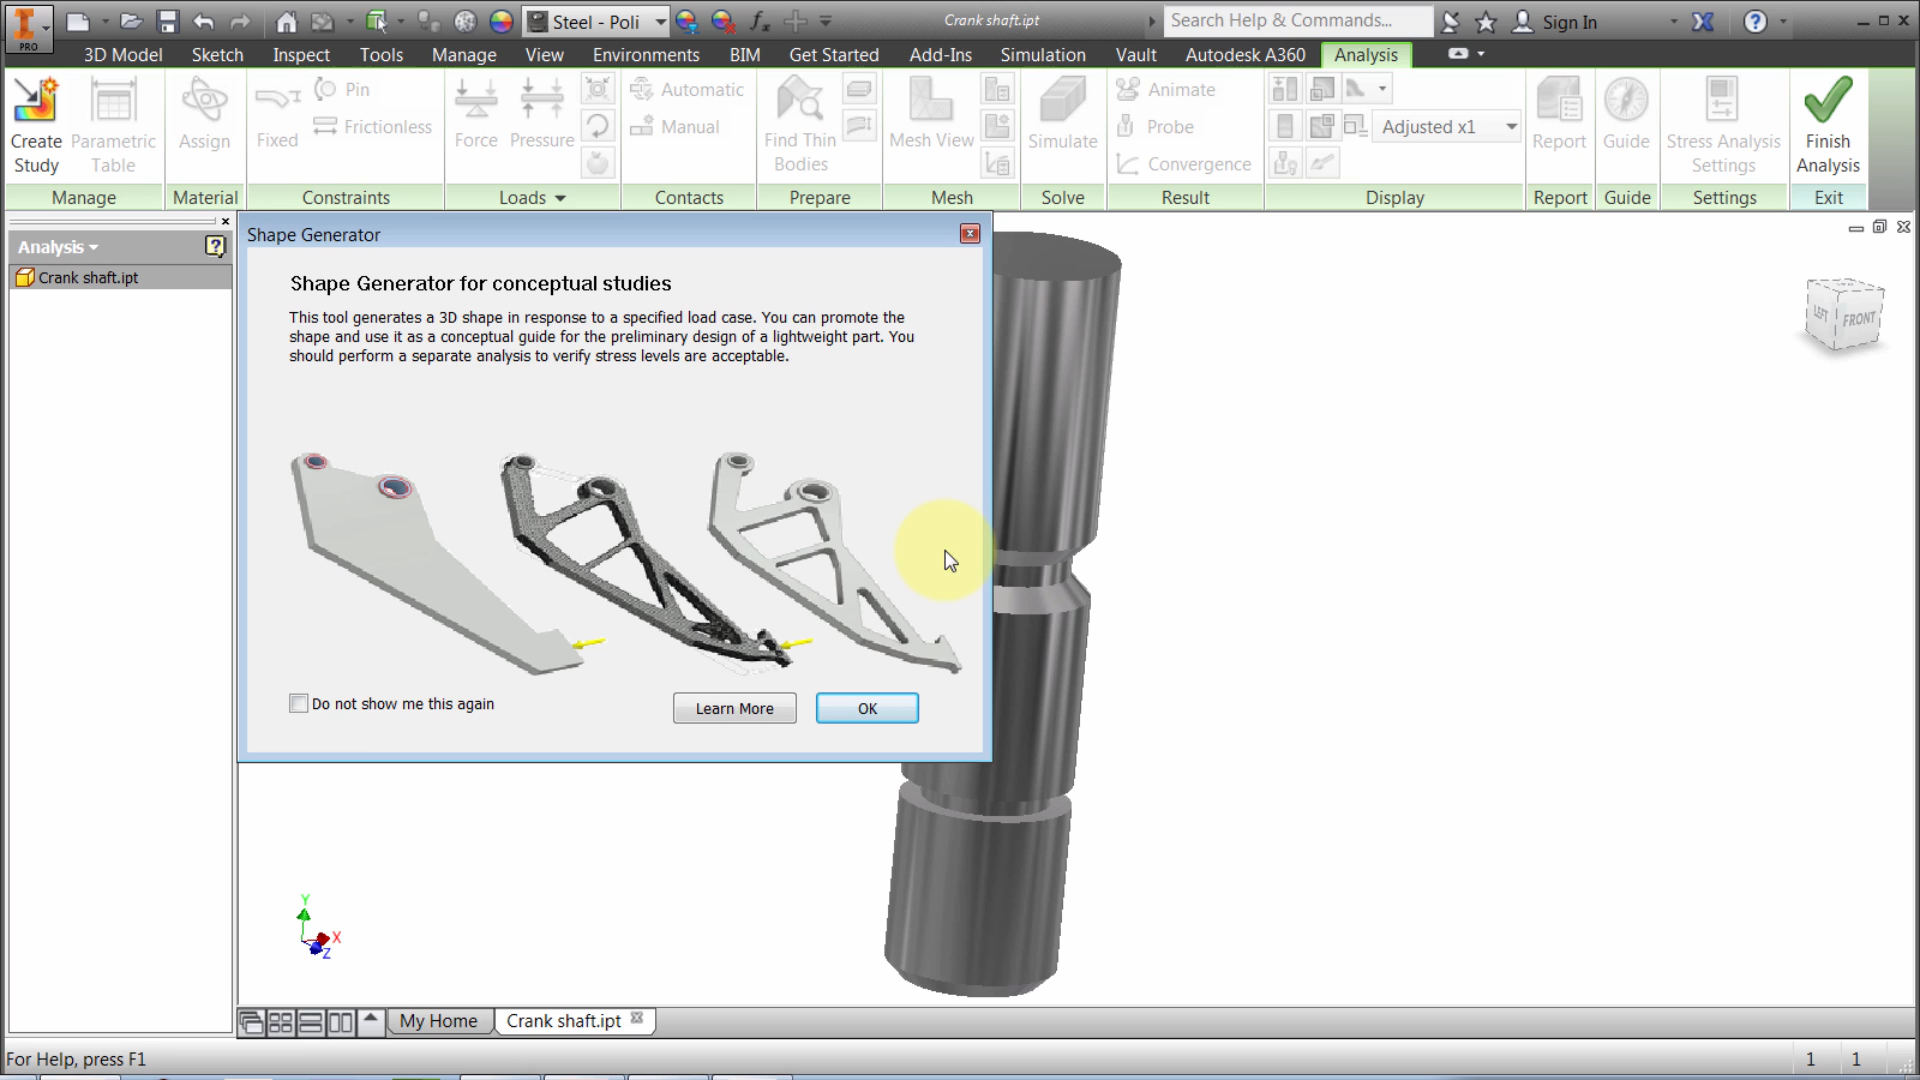 PRO
Steel - Poli
Crank shaft.ipt
Search Help & Commands...
Sign In
3D Model
Sketch
Inspect
Tools
Manage
View
Environments
BIM
Get Started
Add-Ins
Simulation
Vault
Autodesk A360
Analysis
Create
Study
Parametric
Table
Assign
Fixed
Pin
Frictionless
Force
Pressure
Automatic
Manual
Find Thin
Bodies
Mesh View
Simulate
Animate
Probe
Convergence
Adjusted x1
Report
Guide
Stress Analysis
Settings
Finish
Analysis
Manage
Material
Constraints
Loads
Contacts
Prepare
Mesh
Solve
Result
Display
Report
Guide
Settings
Exit
Analysis
Crank shaft.ipt
Shape Generator
Shape Generator for conceptual studies
This tool generates a 3D shape in response to a specified load case. You can promote the
shape and use it as a conceptual guide for the preliminary design of a lightweight part. You
should perform a separate analysis to verify stress levels are acceptable.
Do not show me this again
Learn More
OK
LEFT
FRONT
Y
X
Z
My Home
Crank shaft.ipt
For Help, press F1
1
1